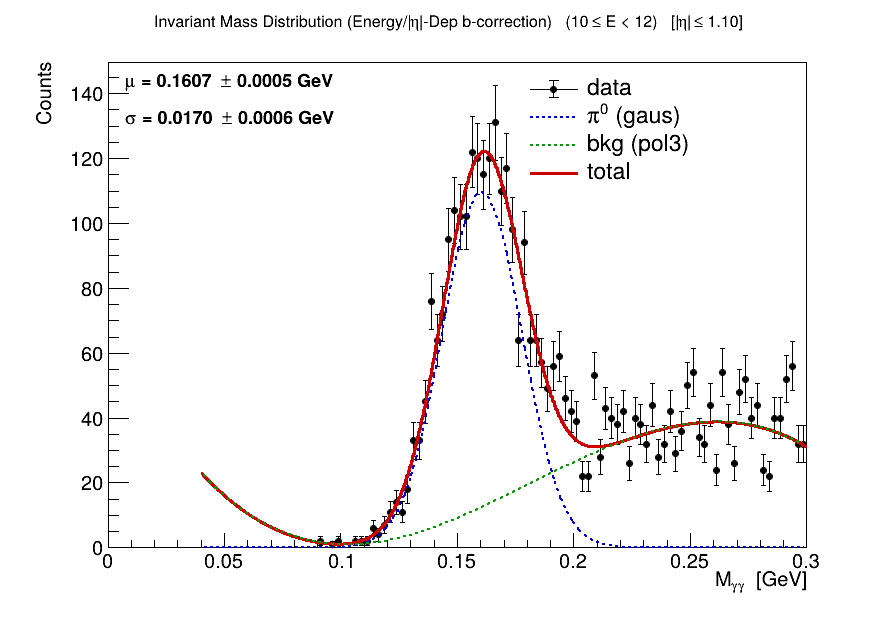 Invariant Mass Distribution (Energy/|η|-Dep b-correction)   (10 ≤ E < 12)   [|η| ≤ 1.10]
Counts
μ = 0.1607 ± 0.0005 GeV
σ = 0.0170 ± 0.0006 GeV
data
π⁰ (gaus)
bkg (pol3)
total
140
120
100
80
60
40
20
0
0 0.05 0.1 0.15 0.2 0.25 0.3
Mγγ [GeV]